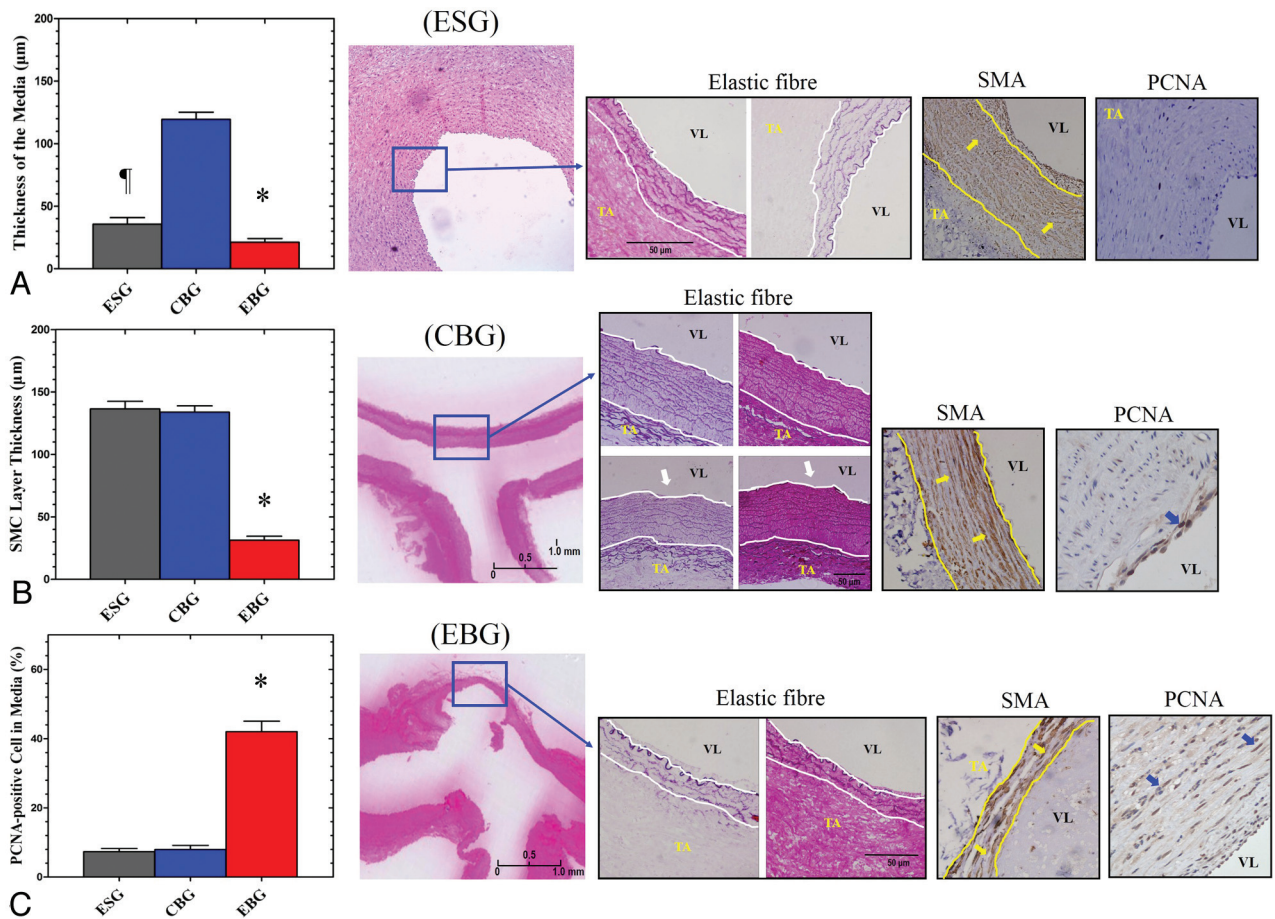 (ESG)
200
150
100
50
0
Thickness of the Media (µm)
¶
*
ESG
CBG
EBG
A
Elastic fibre
SMA
PCNA
VL
TA
50 µm
TA
VL
VL
TA
TA
VL
(CBG)
200
150
100
50
0
SMC Layer Thickness (µm)
*
ESG
CBG
EBG
B
0
0.5
1.0 mm
Elastic fibre
VL
TA
VL
TA
VL
TA
VL
TA
50 µm
SMA
VL
PCNA
VL
(EBG)
60
40
20
0
PCNA-positive Cell in Media (%)
*
ESG
CBG
EBG
C
0.5
0
1.0 mm
Elastic fibre
VL
TA
VL
TA
50 µm
SMA
TA
VL
PCNA
VL